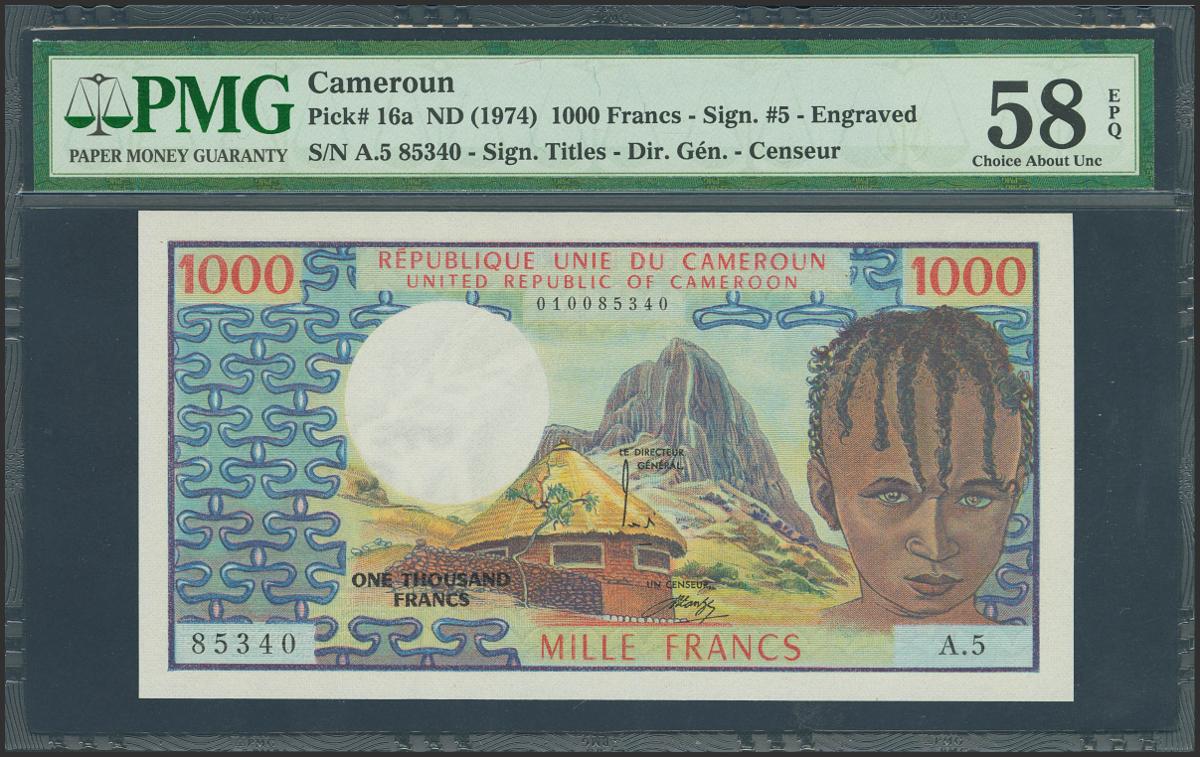 PMG
PAPER MONEY GUARANTY
Cameroun
Pick# 16a ND (1974) 1000 Francs - Sign. #5 - Engraved
S/N A.5 85340 - Sign. Titles - Dir. Gén. - Censeur
58
EPQ
Choice About Unc
1000
RÉPUBLIQUE UNIE DU CAMEROUN
UNITED REPUBLIC OF CAMEROON
1000
010085340
LE DIRECTEUR
GÉNÉRAL,
ONE THOUSAND
FRANCS
UN CENSEUR,
85340
MILLE FRANCS
A.5